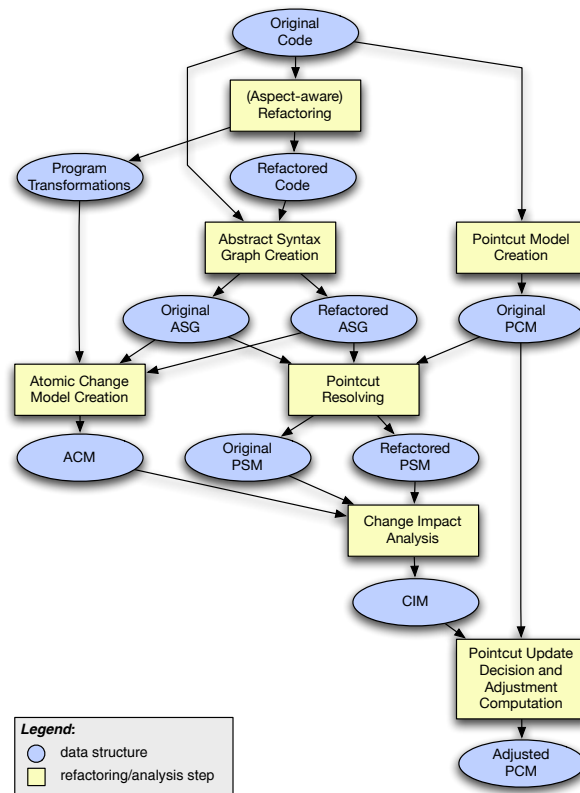 Original
Code
(Aspect-aware)
Refactoring
Program
Transformations
Refactored
Code
Abstract Syntax
Graph Creation
Pointcut Model
Creation
Original
ASG
Refactored
ASG
Original
PCM
Atomic Change
Model Creation
Pointcut
Resolving
ACM
Original
PSM
Refactored
PSM
Change Impact
Analysis
CIM
Pointcut Update
Decision and
Adjustment
Computation
Adjusted
PCM
Legend:
data structure
refactoring/analysis step